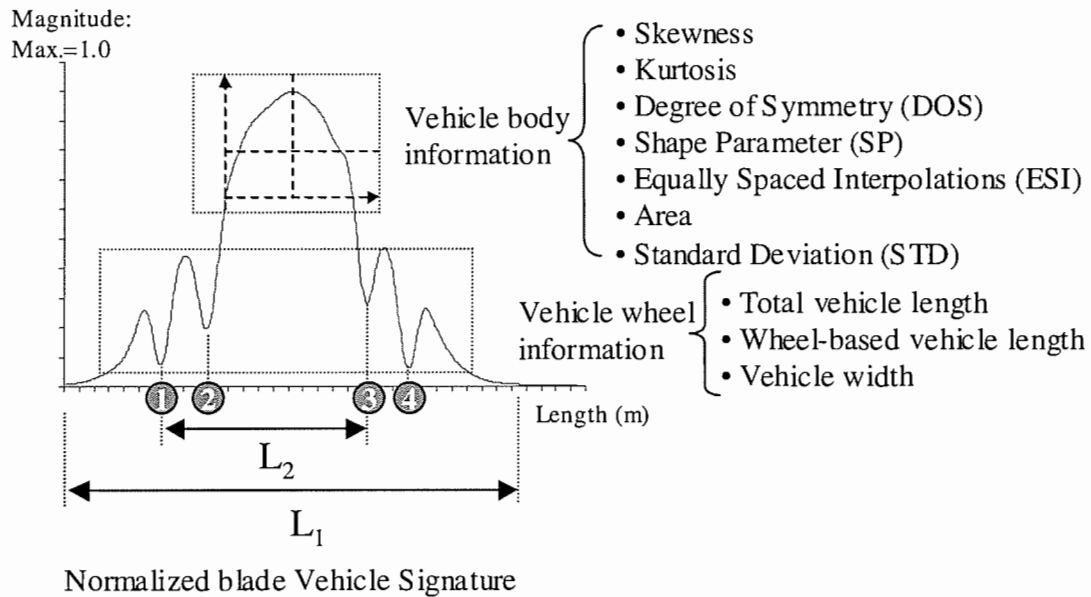 Magnitude:
Max.=1.0
Vehicle body
information
• Skewness
• Kurtosis
• Degree of Symmetry (DOS)
• Shape Parameter (SP)
• Equally Spaced Interpolations (ESI)
• Area
• Standard Deviation (STD)
Vehicle wheel
information
• Total vehicle length
• Wheel-based vehicle length
• Vehicle width
1 2 3 4
Length (m)
L2
L1
Normalized blade Vehicle Signature